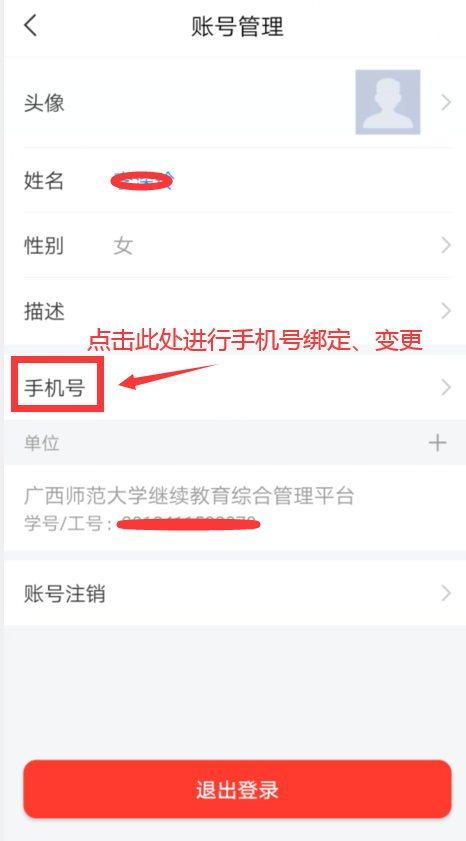 账号管理
头像
姓名
性别 女
描述
点击此处进行手机号绑定、变更
手机号
单位
广西师范大学继续教育综合管理平台
学号/工号：
账号注销
退出登录